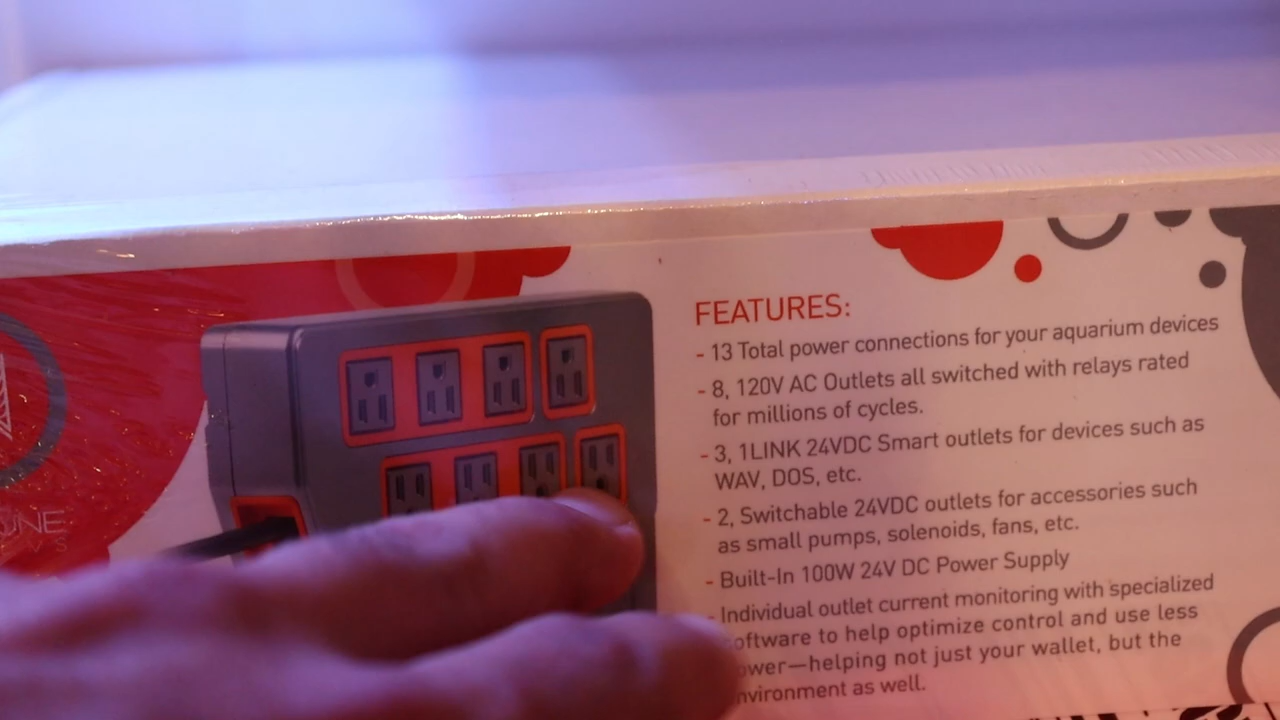 FEATURES:
- 13 Total power connections for your aquarium devices
- 8, 120V AC Outlets all switched with relays rated
for millions of cycles.
- 3, 1LINK 24VDC Smart outlets for devices such as
WAV, DOS, etc.
- 2, Switchable 24VDC outlets for accessories such
as small pumps, solenoids, fans, etc.
- Built-In 100W 24V DC Power Supply
- Individual outlet current monitoring with specialized
oftware to help optimize control and use less
ower—helping not just your wallet, but the
nvironment as well.